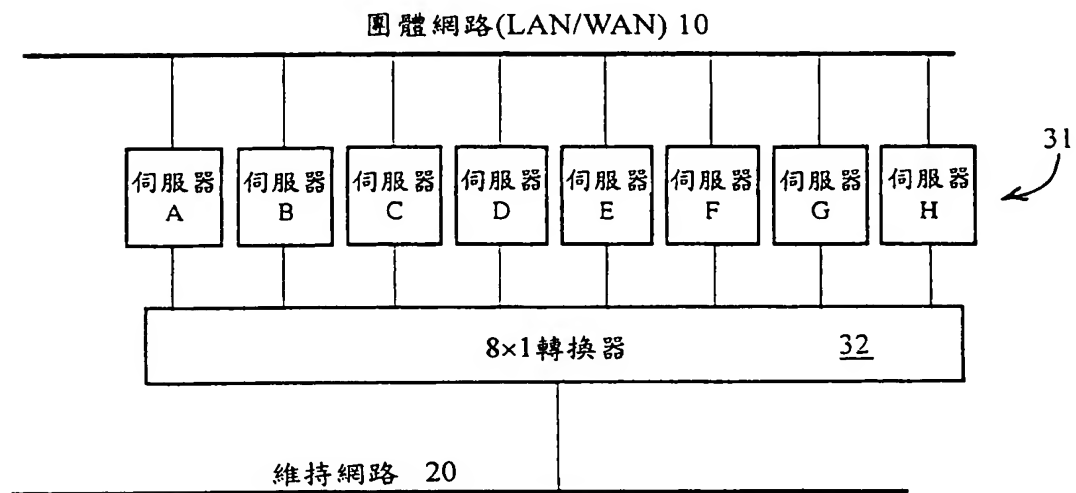 團體網路(LAN/WAN) 10
31
伺服器 A
伺服器 B
伺服器 C
伺服器 D
伺服器 E
伺服器 F
伺服器 G
伺服器 H
8×1轉換器 32
維持網路 20